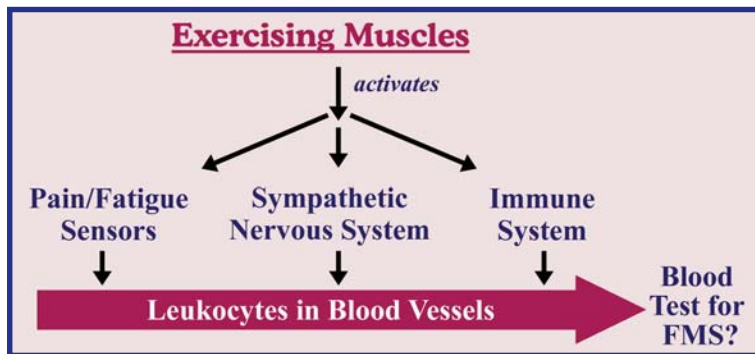 Exercising Muscles
activates
Pain/Fatigue
Sensors
Sympathetic
Nervous System
Immune
System
Leukocytes in Blood Vessels
Blood
Test for
FMS?